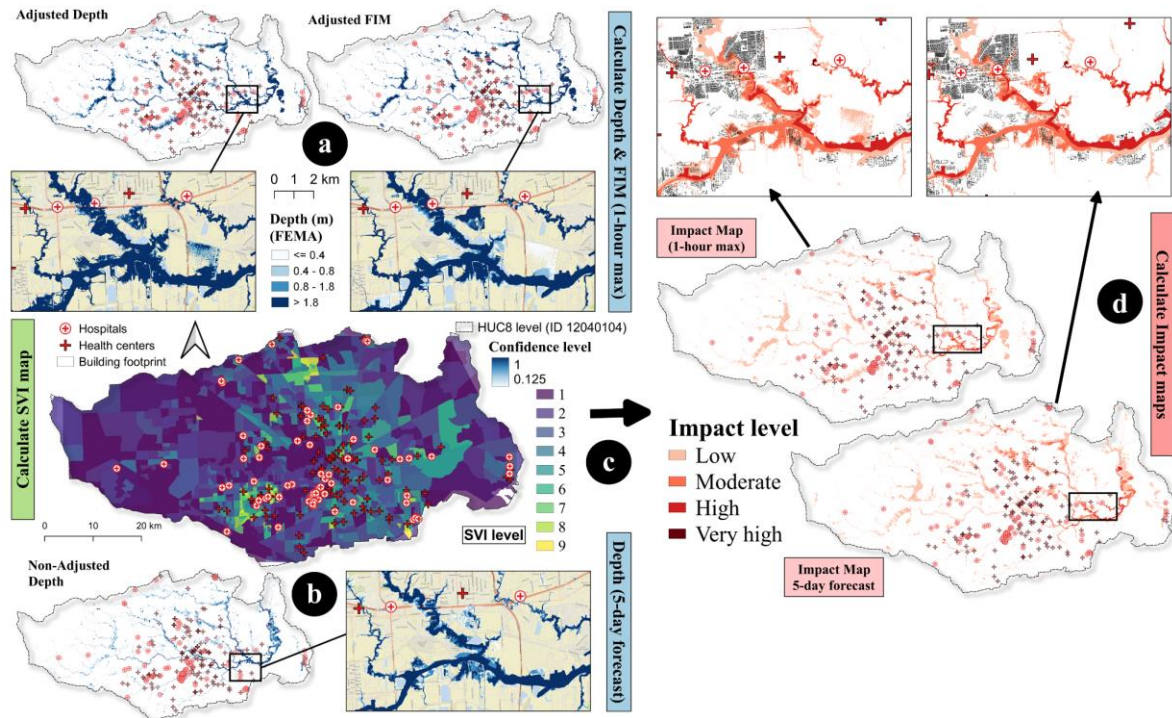 Adjusted Depth
Adjusted FIM
a
0 1 2 km
Depth (m)
(FEMA)
<= 0.4
0.4 - 0.8
0.8 - 1.8
> 1.8
Calculate Depth & FIM (1-hour max)
Calculate SVI map
Hospitals
Health centers
Building footprint
HUC8 level (ID 12040104)
Confidence level
1
0.125
1
2
3
4
5
6
7
8
9
SVI level
0 10 20 km
c
Non-Adjusted
Depth
b
Depth (5-day forecast)
Impact Map
(1-hour max)
d
Calculate Impact maps
Impact level
Low
Moderate
High
Very high
Impact Map
5-day forecast